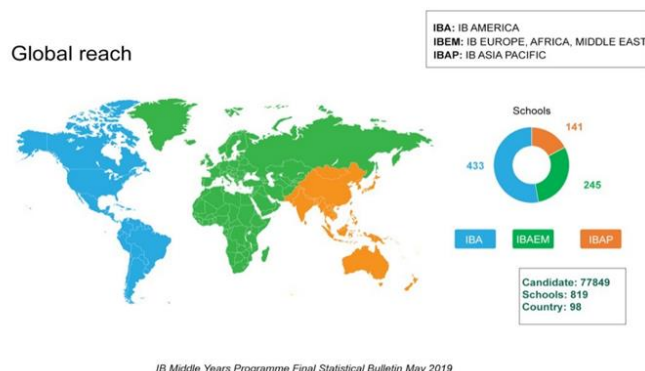 IBA: IB AMERICA
IBEM: IB EUROPE, AFRICA, MIDDLE EAST
IBAP: IB ASIA PACIFIC
Global reach
Schools
141
433
245
IBA IBAEM IBAP
Candidate: 77849
Schools: 819
Country: 98
IB Middle Years Programme Final Statistical Bulletin May 2019